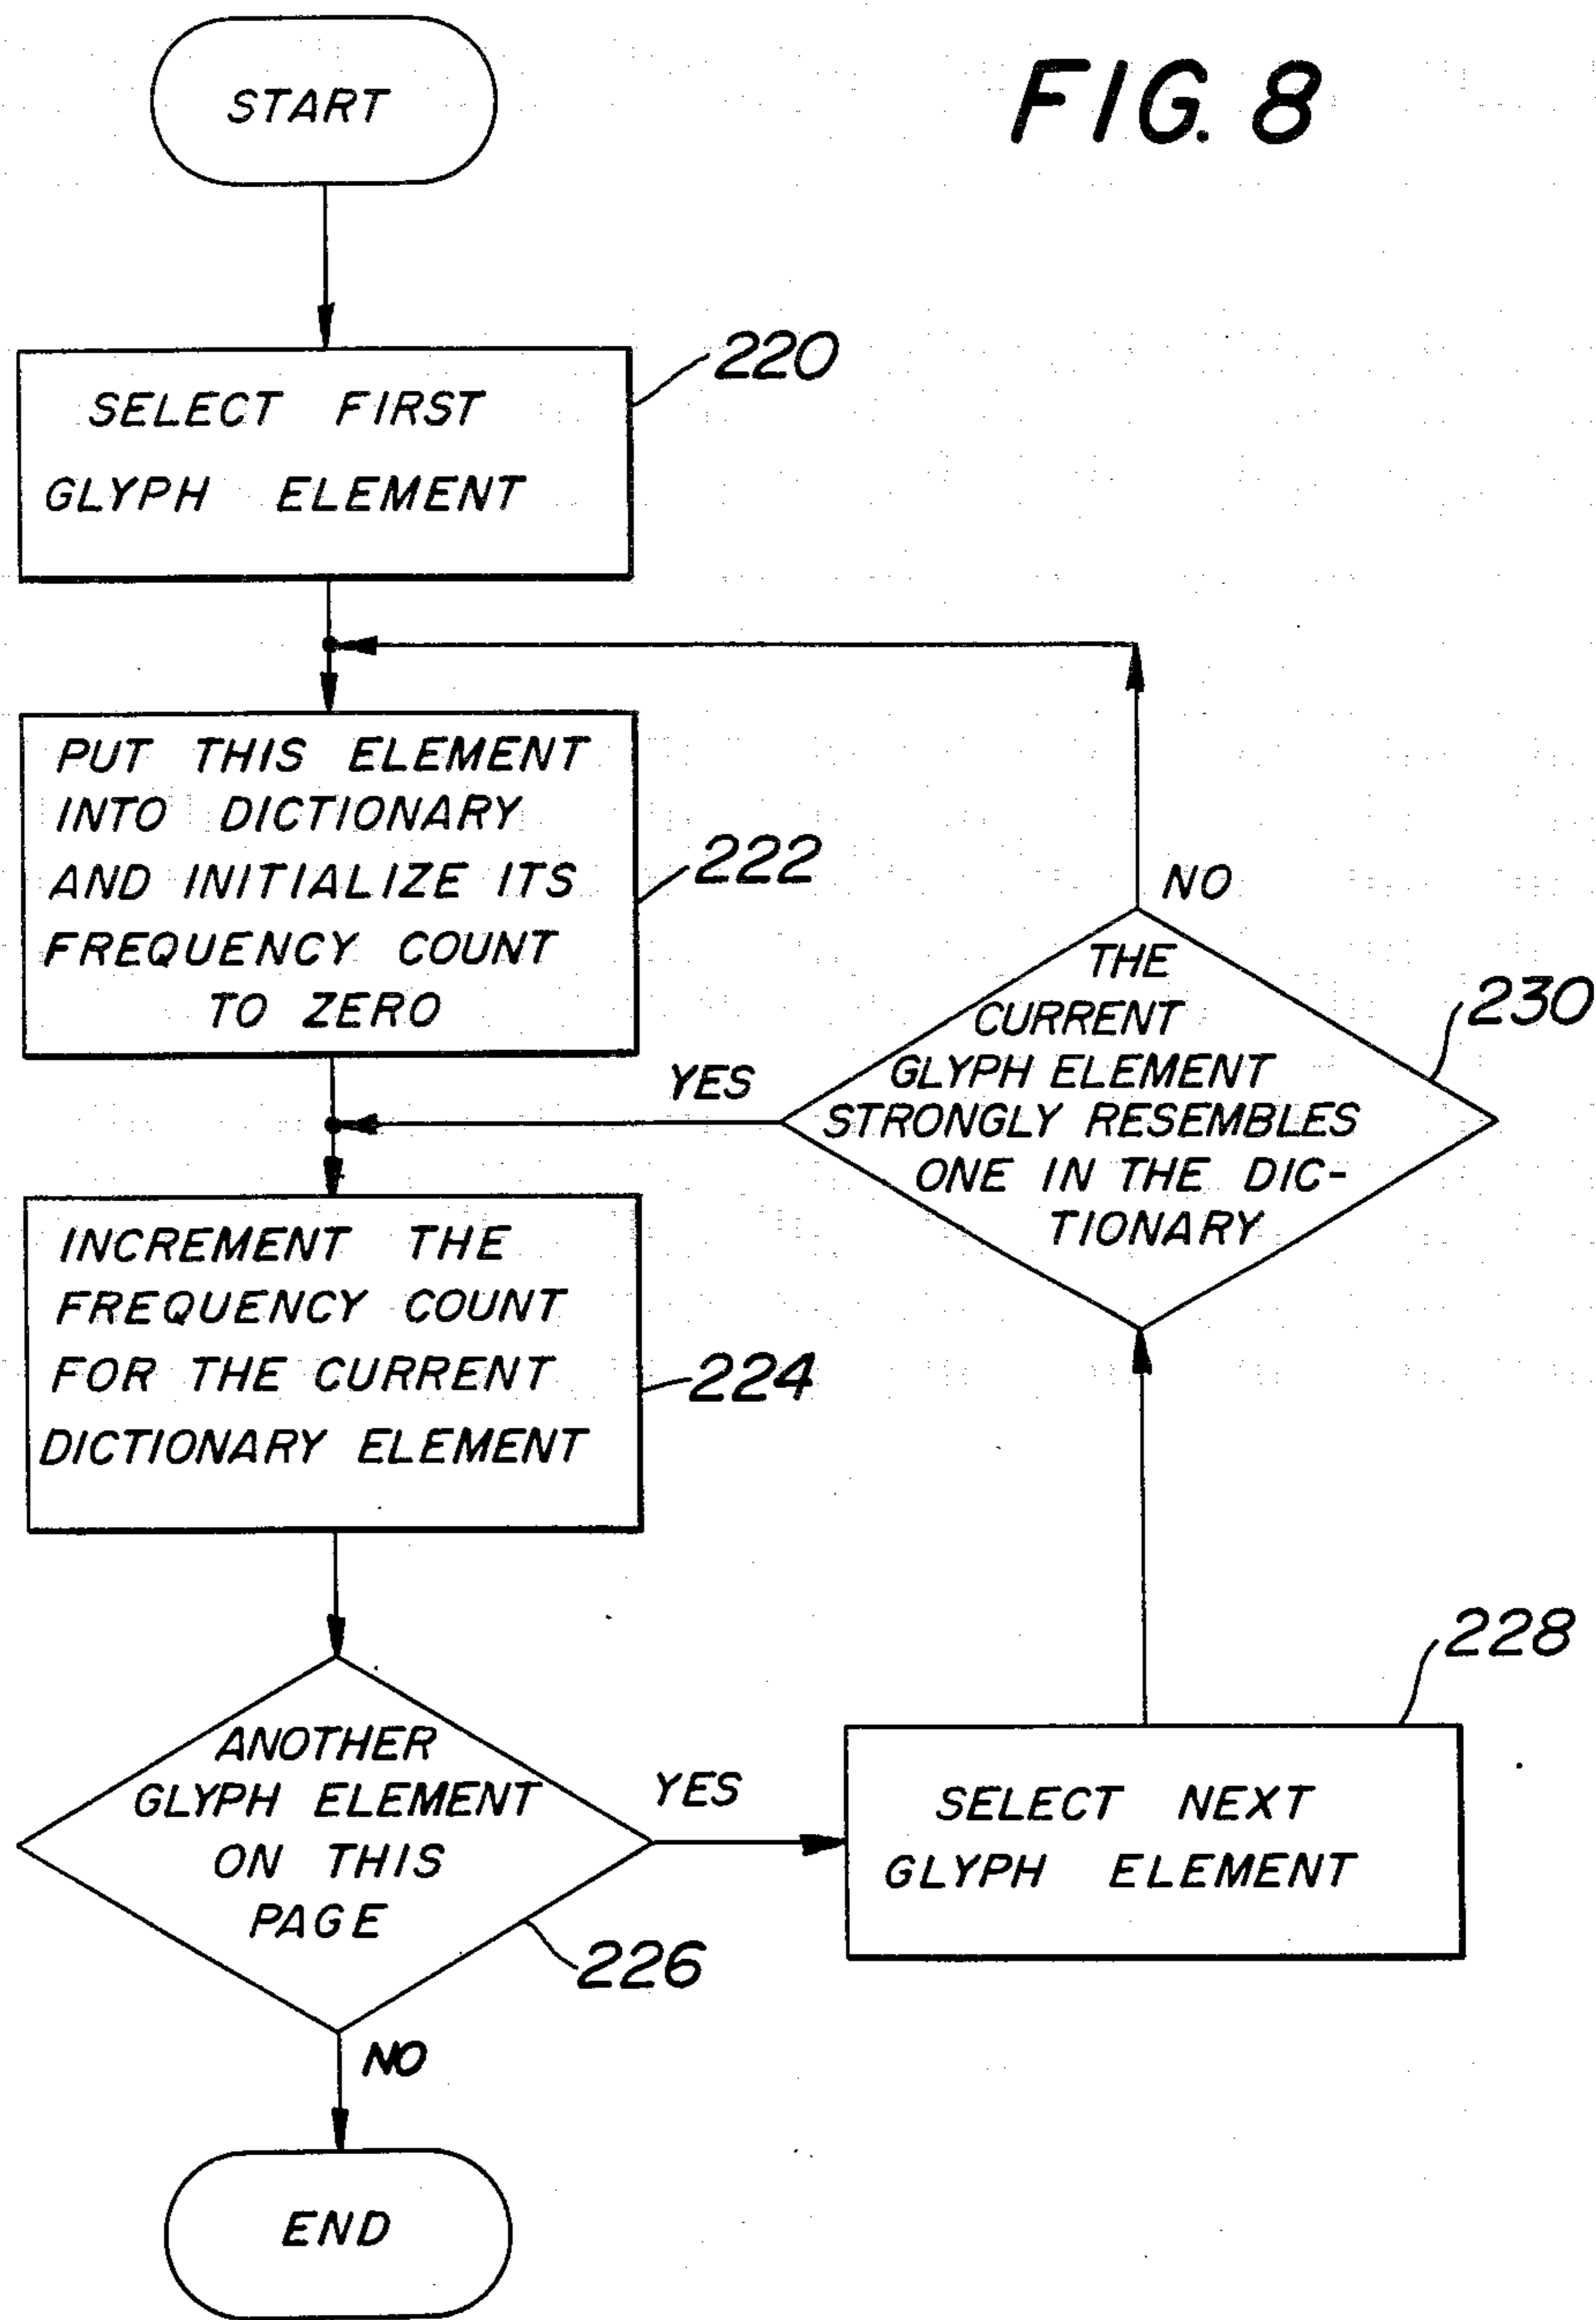 FIG. 8
START
220
SELECT FIRST
GLYPH ELEMENT
222
PUT THIS ELEMENT
INTO DICTIONARY
AND INITIALIZE ITS
FREQUENCY COUNT
TO ZERO
NO
230
THE
CURRENT
GLYPH ELEMENT
STRONGLY RESEMBLES
ONE IN THE DIC-
TIONARY
YES
224
INCREMENT THE
FREQUENCY COUNT
FOR THE CURRENT
DICTIONARY ELEMENT
226
ANOTHER
GLYPH ELEMENT
ON THIS
PAGE
YES
228
SELECT NEXT
GLYPH ELEMENT
NO
END